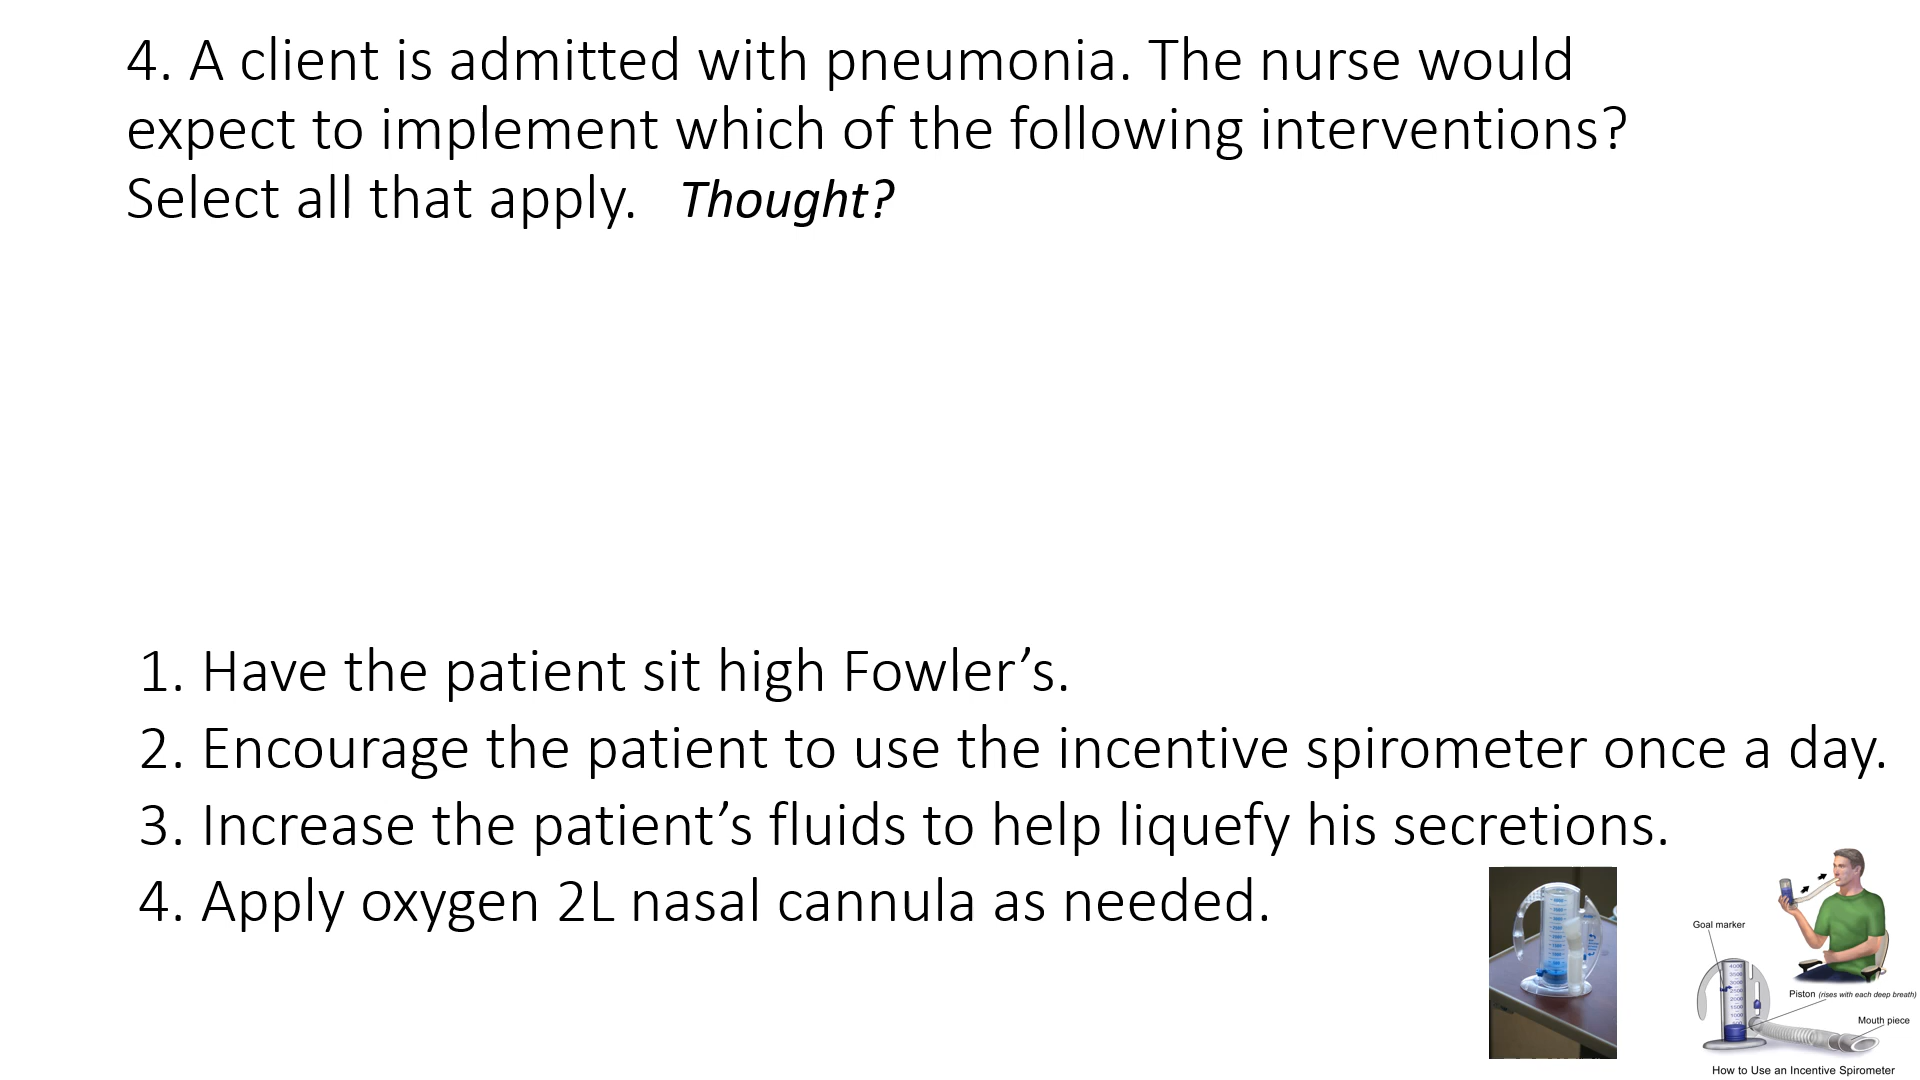 4. A client is admitted with pneumonia. The nurse would
expect to implement which of the following interventions?
Select all that apply. Thought?
1. Have the patient sit high Fowler’s.
2. Encourage the patient to use the incentive spirometer once a day.
3. Increase the patient’s fluids to help liquefy his secretions.
4. Apply oxygen 2L nasal cannula as needed.
Goal marker
Piston (rises with each deep breath)
Mouth piece
How to Use an Incentive Spirometer